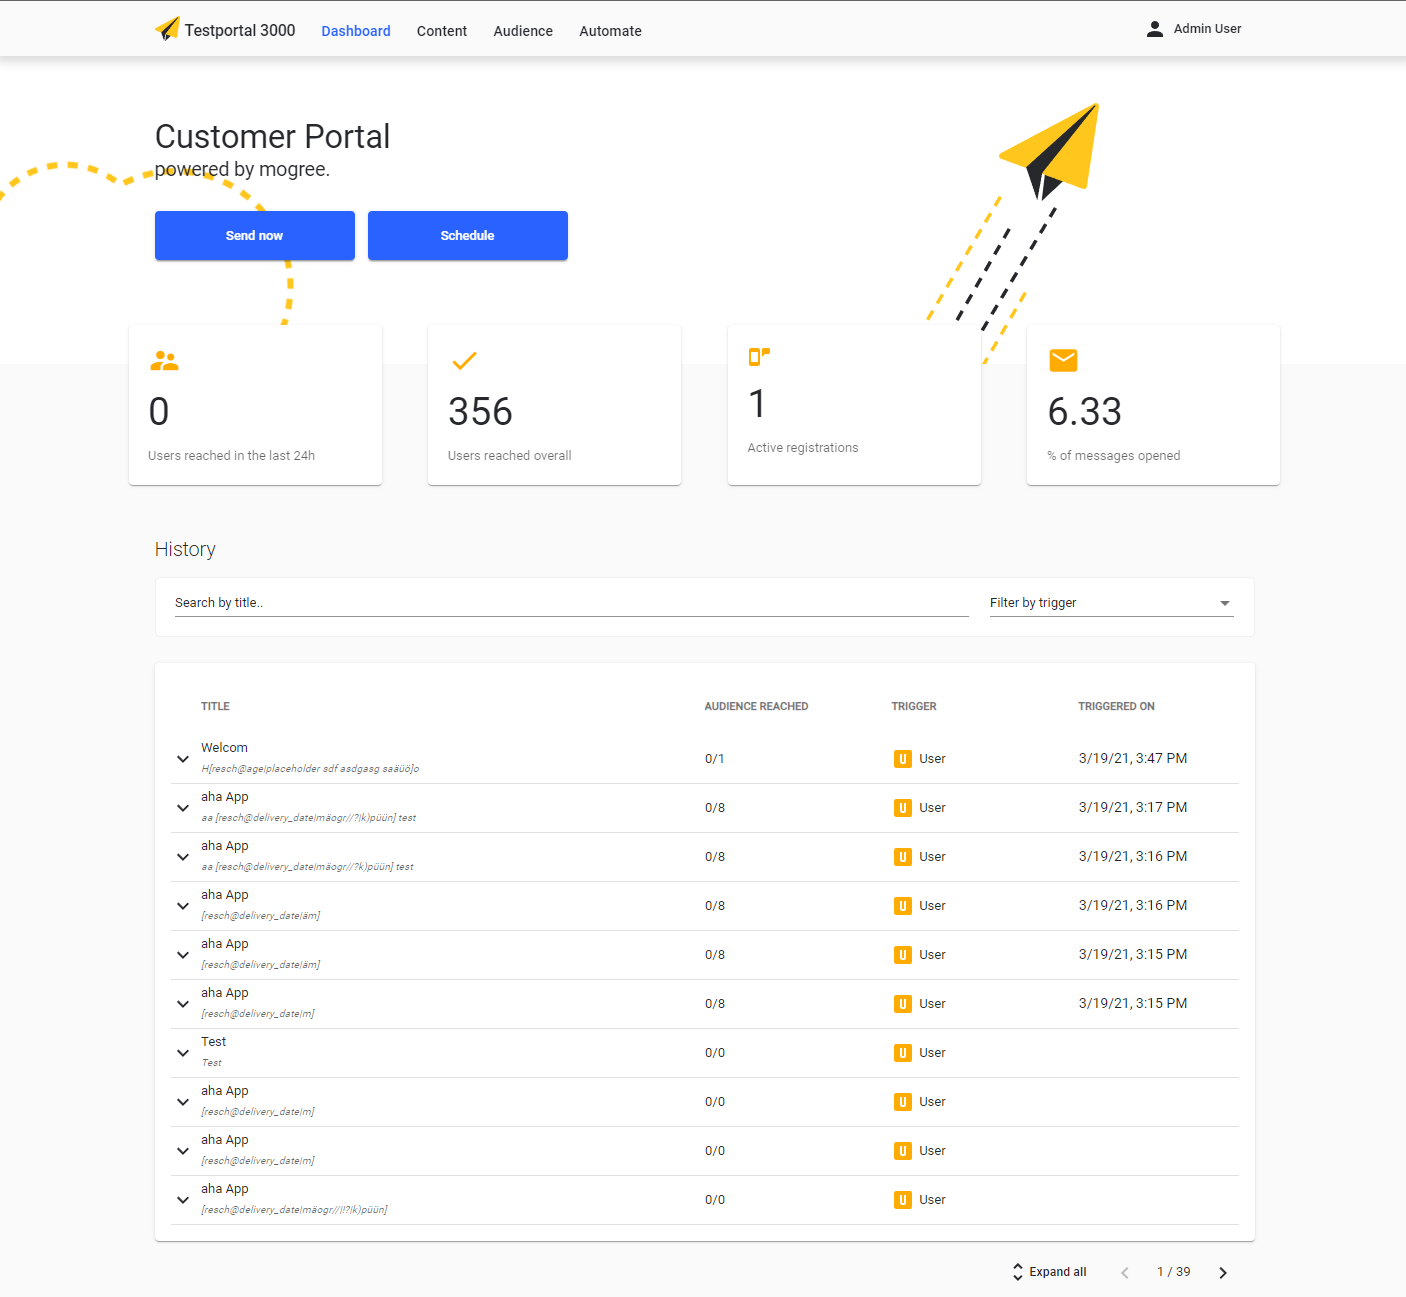 Testportal 3000 Dashboard Content Audience Automate Admin User
Customer Portal
powered by mogree.
Send now Schedule
0 356 1 6.33
Users reached in the last 24h Users reached overall Active registrations % of messages opened
History
Search by title.. Filter by trigger
TITLE AUDIENCE REACHED TRIGGER TRIGGERED ON
Welcom
H[resch@age|placeholder sdf asdgasg saäüö]o
0/1 U User 3/19/21, 3:47 PM
aha App
aa [resch@delivery_date|mäogr//?|k)püün] test
0/8 U User 3/19/21, 3:17 PM
aha App
aa [resch@delivery_date|mäogr//?k)püün] test
0/8 U User 3/19/21, 3:16 PM
aha App
[resch@delivery_date|äm]
0/8 U User 3/19/21, 3:16 PM
aha App
[resch@delivery_date|äm]
0/8 U User 3/19/21, 3:15 PM
aha App
[resch@delivery_date|m]
0/8 U User 3/19/21, 3:15 PM
Test
Test
0/0 U User
aha App
[resch@delivery_date|m]
0/0 U User
aha App
[resch@delivery_date|m]
0/0 U User
aha App
[resch@delivery_date|mäogr//|!?|k)püün]
0/0 U User
Expand all 1 / 39